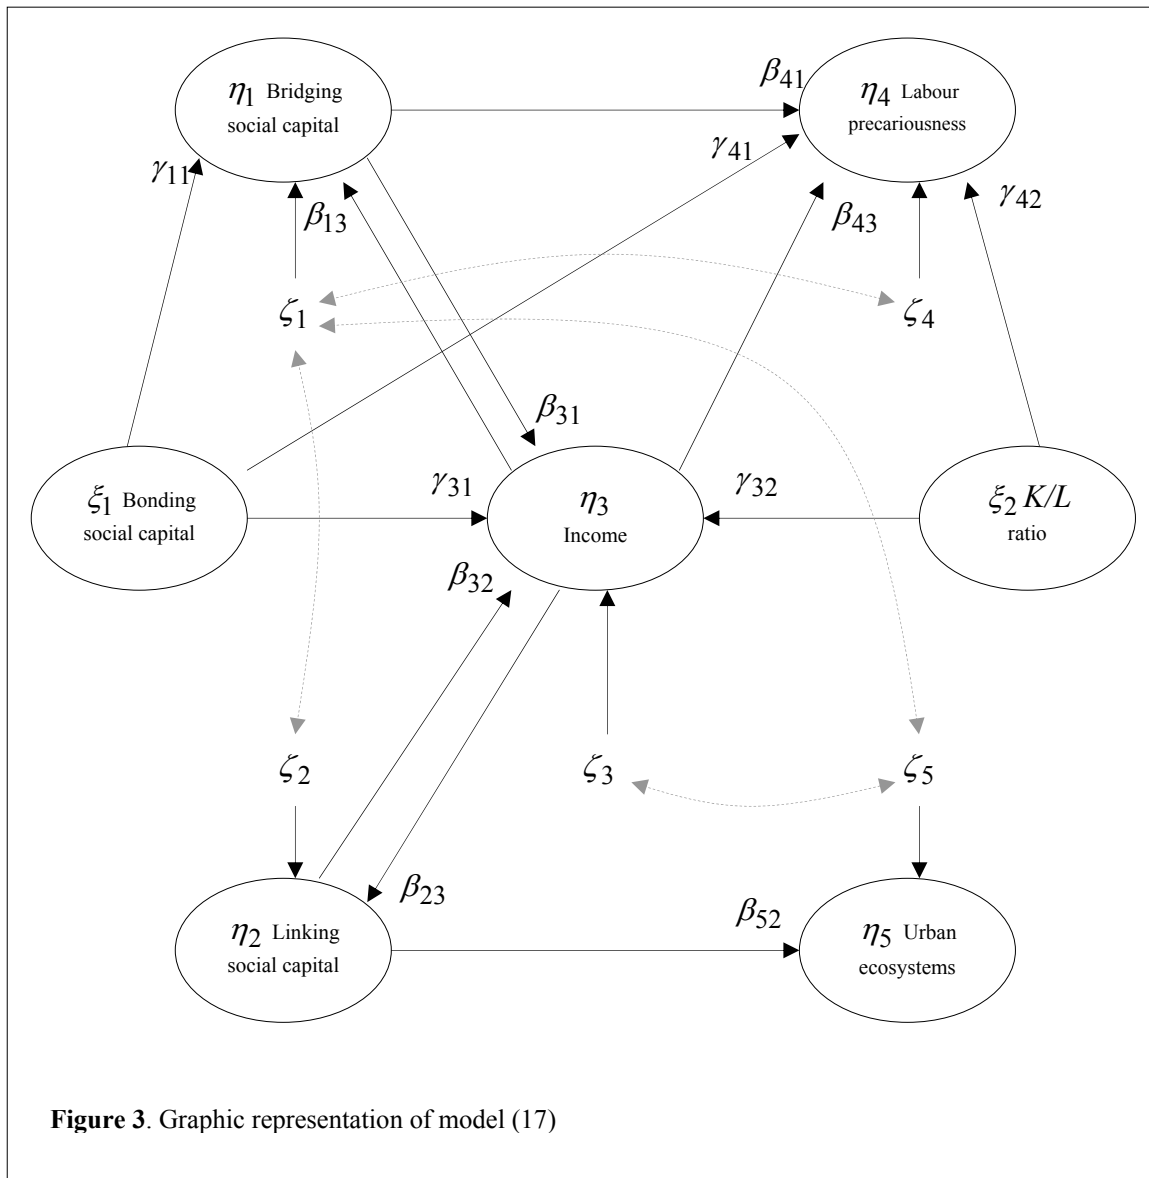 η1 Bridging
social capital
β41
η4 Labour
precariousness
γ11
γ41
β13
β43
γ42
ζ1
ζ4
β31
ξ1 Bonding
social capital
γ31
η3
Income
γ32
ξ2 K/L
ratio
β32
ζ2
ζ3
ζ5
β23
β52
η2 Linking
social capital
η5 Urban
ecosystems
Figure 3. Graphic representation of model (17)